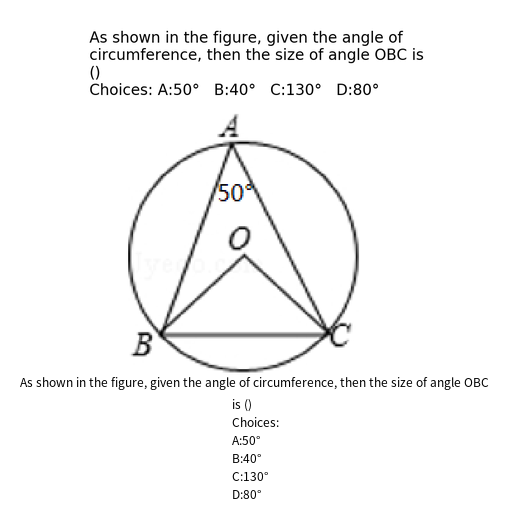 As shown in the figure, given the angle of
circumference, then the size of angle OBC is
()
Choices: A:50°   B:40°   C:130°   D:80°
A
50°
O
B
C
As shown in the figure, given the angle of circumference, then the size of angle OBC
is ()
Choices:
A:50°
B:40°
C:130°
D:80°